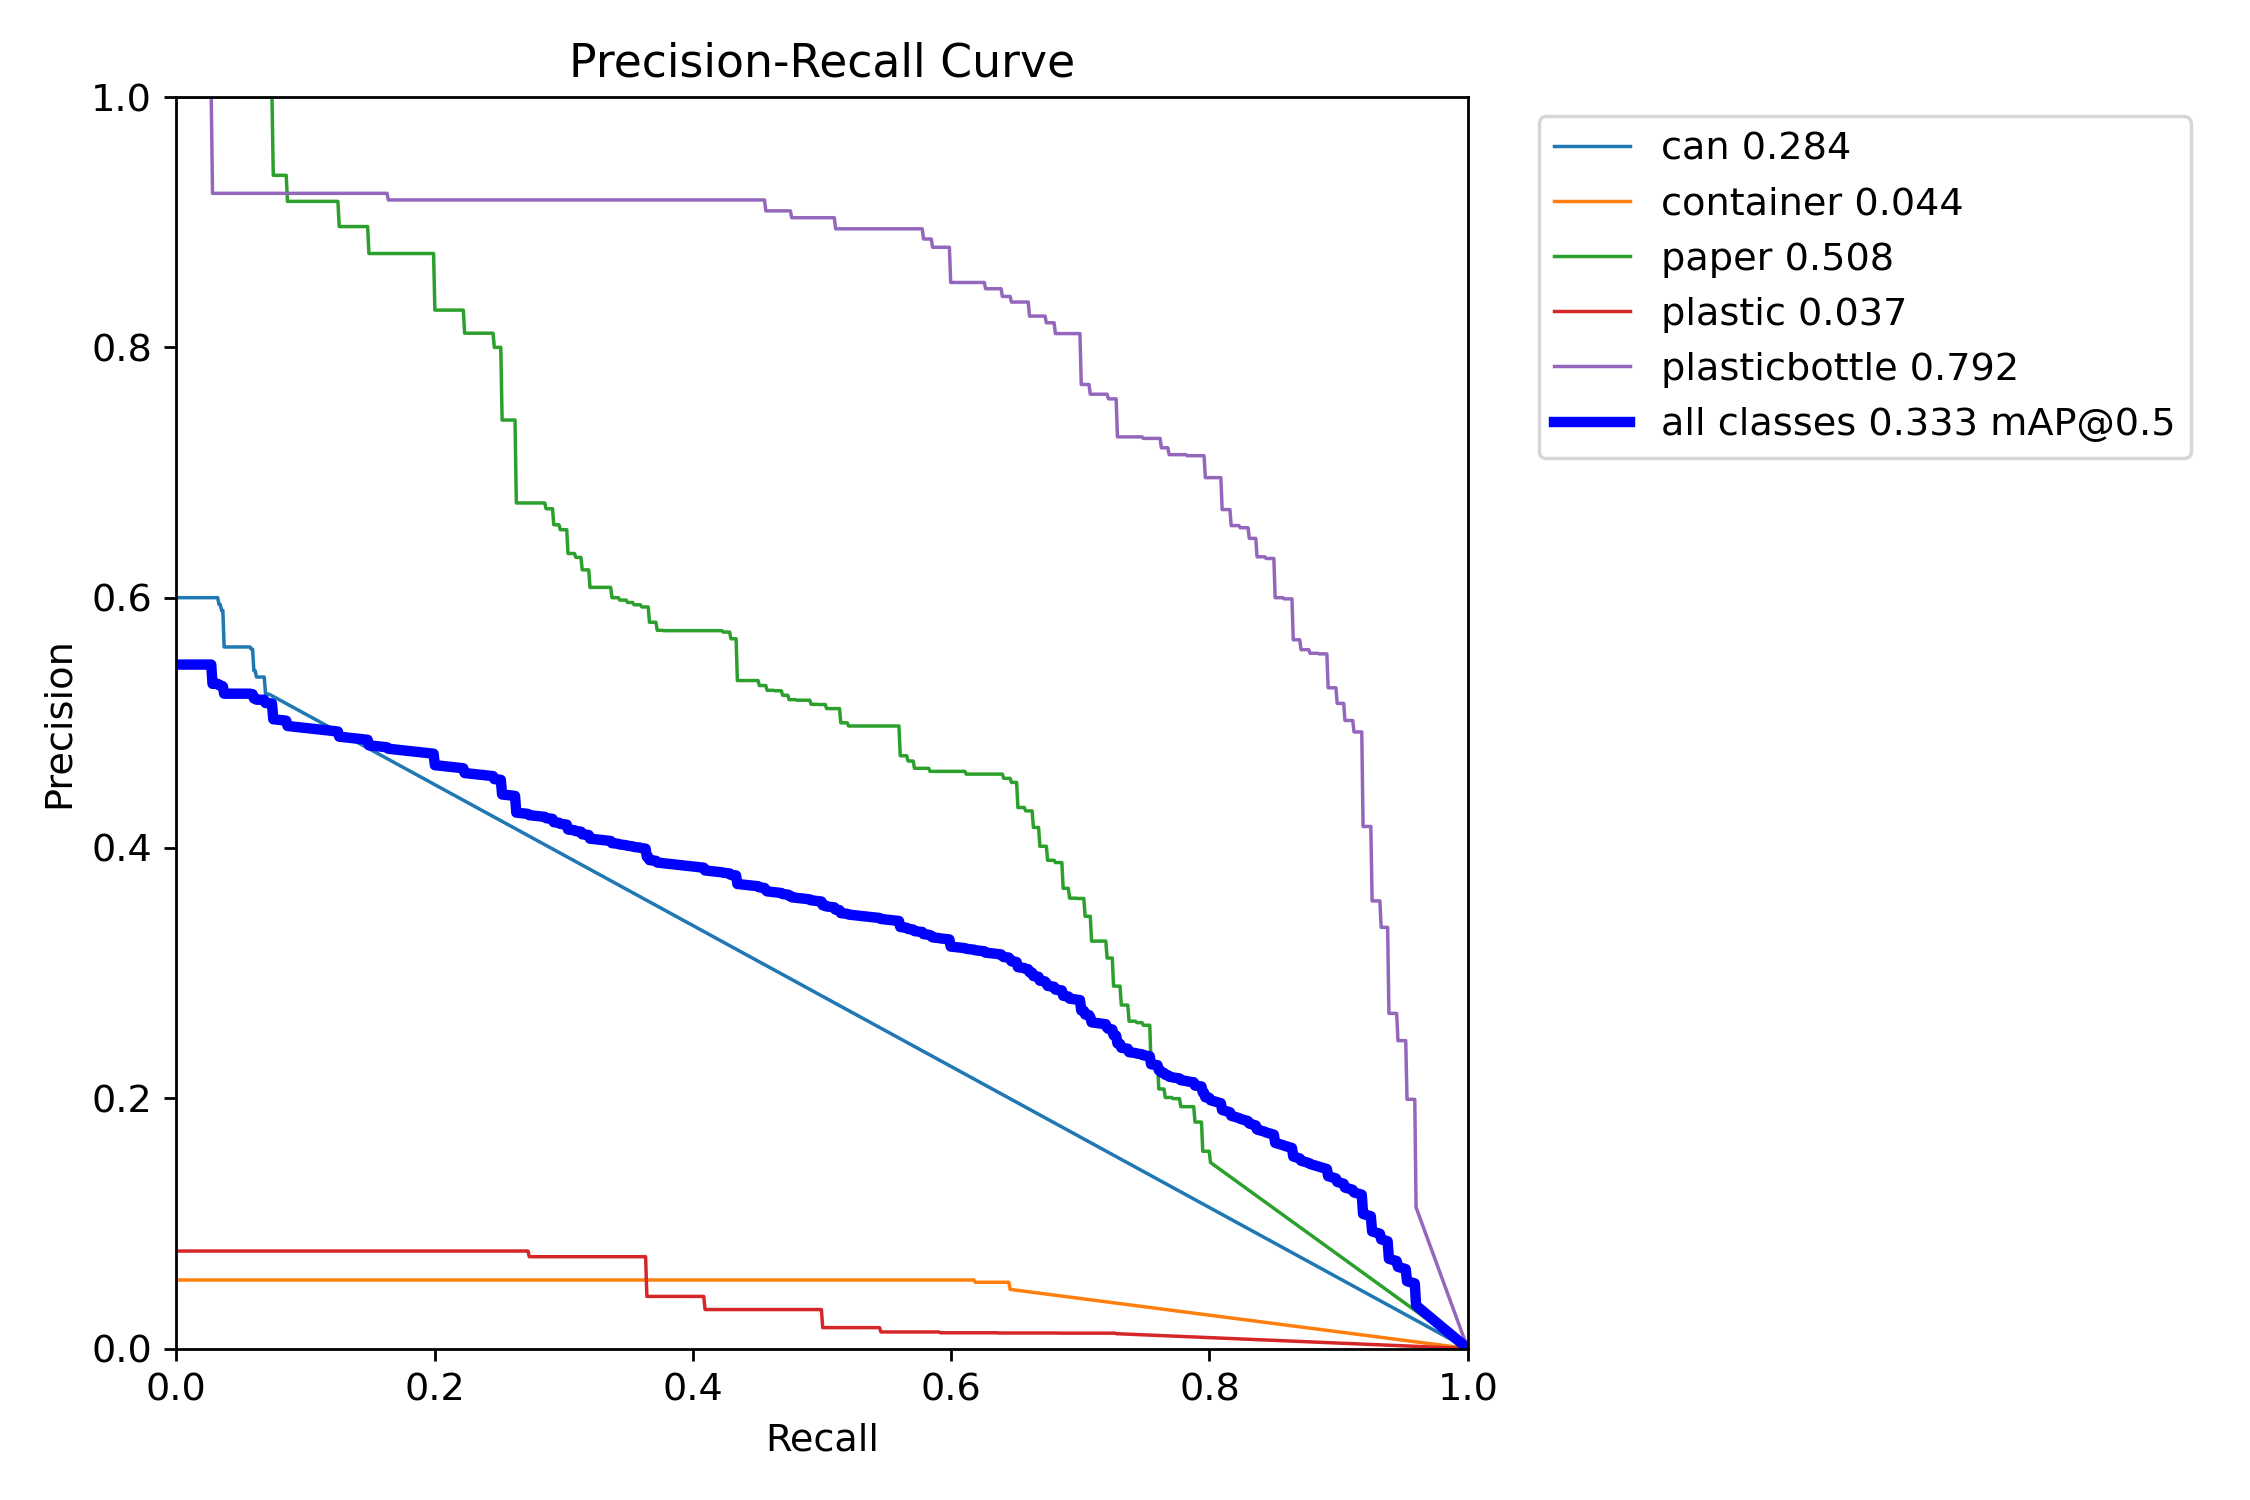 Precision-Recall Curve
1.0
0.8
0.6
0.4
0.2
0.0
Precision
0.0 0.2 0.4 0.6 0.8 1.0
Recall
can 0.284
container 0.044
paper 0.508
plastic 0.037
plasticbottle 0.792
all classes 0.333 mAP@0.5